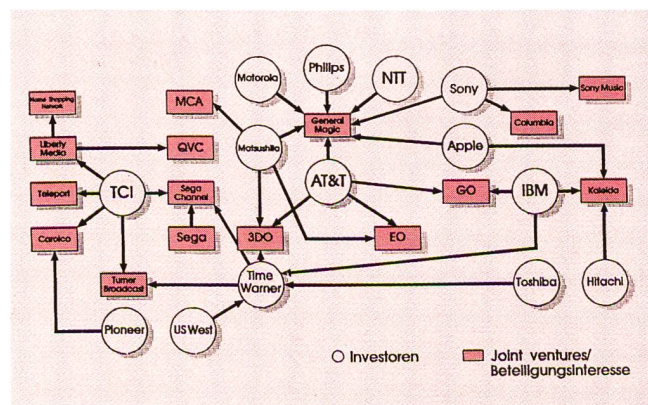 Motorola
Philips
NTT
Sony
Sony Music
Home Shopping
Network
MCA
General
Magic
Columbia
Liberty
Media
QVC
Matsushita
Apple
Teleport
TCI
Sega
Channel
AT&T
GO
IBM
Kaleida
Carolco
Sega
3DO
EO
Turner
Broadcast
Time
Warner
Toshiba
Hitachi
Pioneer
US West
Investoren
Joint ventures/
Beteiligungsinteresse